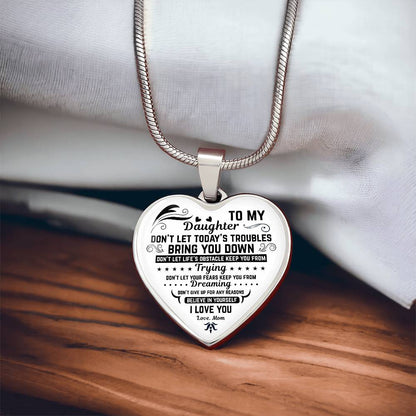 TO MY
Daughter
DON'T LET TODAY'S TROUBLES
BRING YOU DOWN
DON'T LET LIFE'S OBSTACLE KEEP YOU FROM
Trying
DON'T LET YOUR FEARS KEEP YOU FROM
Dreaming
DON'T GIVE UP FOR ANY REASONS
BELIEVE IN YOURSELF
I LOVE YOU
Love, Mom